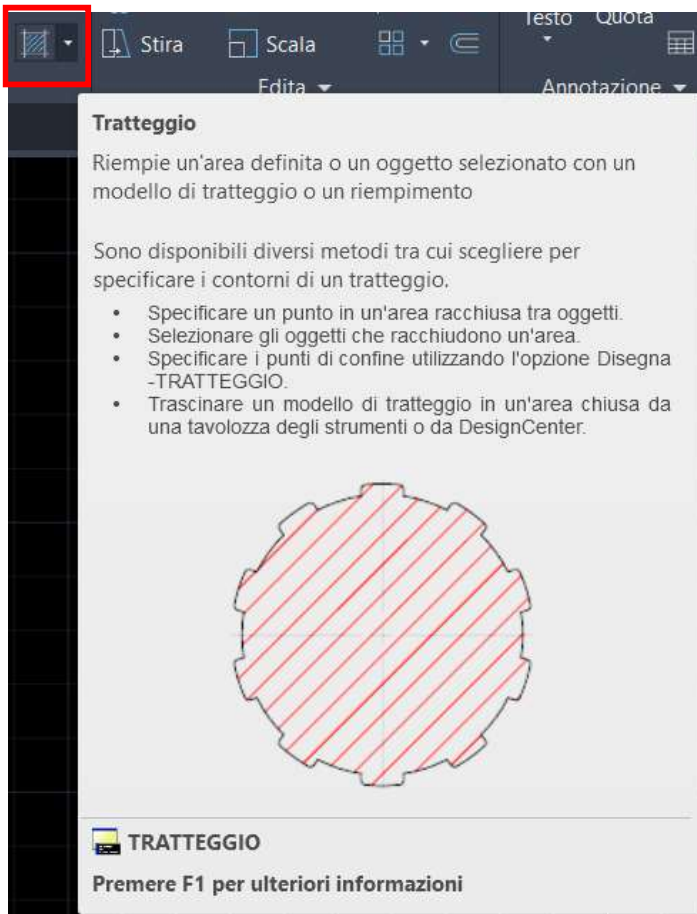 Testo Quota
Stira Scala
Edita Annotazione
Tratteggio
Riempie un'area definita o un oggetto selezionato con un
modello di tratteggio o un riempimento
Sono disponibili diversi metodi tra cui scegliere per
specificare i contorni di un tratteggio.
• Specificare un punto in un'area racchiusa tra oggetti.
• Selezionare gli oggetti che racchiudono un'area.
• Specificare i punti di confine utilizzando l'opzione Disegna
-TRATTEGGIO.
• Trascinare un modello di tratteggio in un'area chiusa da
una tavolozza degli strumenti o da DesignCenter.
TRATTEGGIO
Premere F1 per ulteriori informazioni